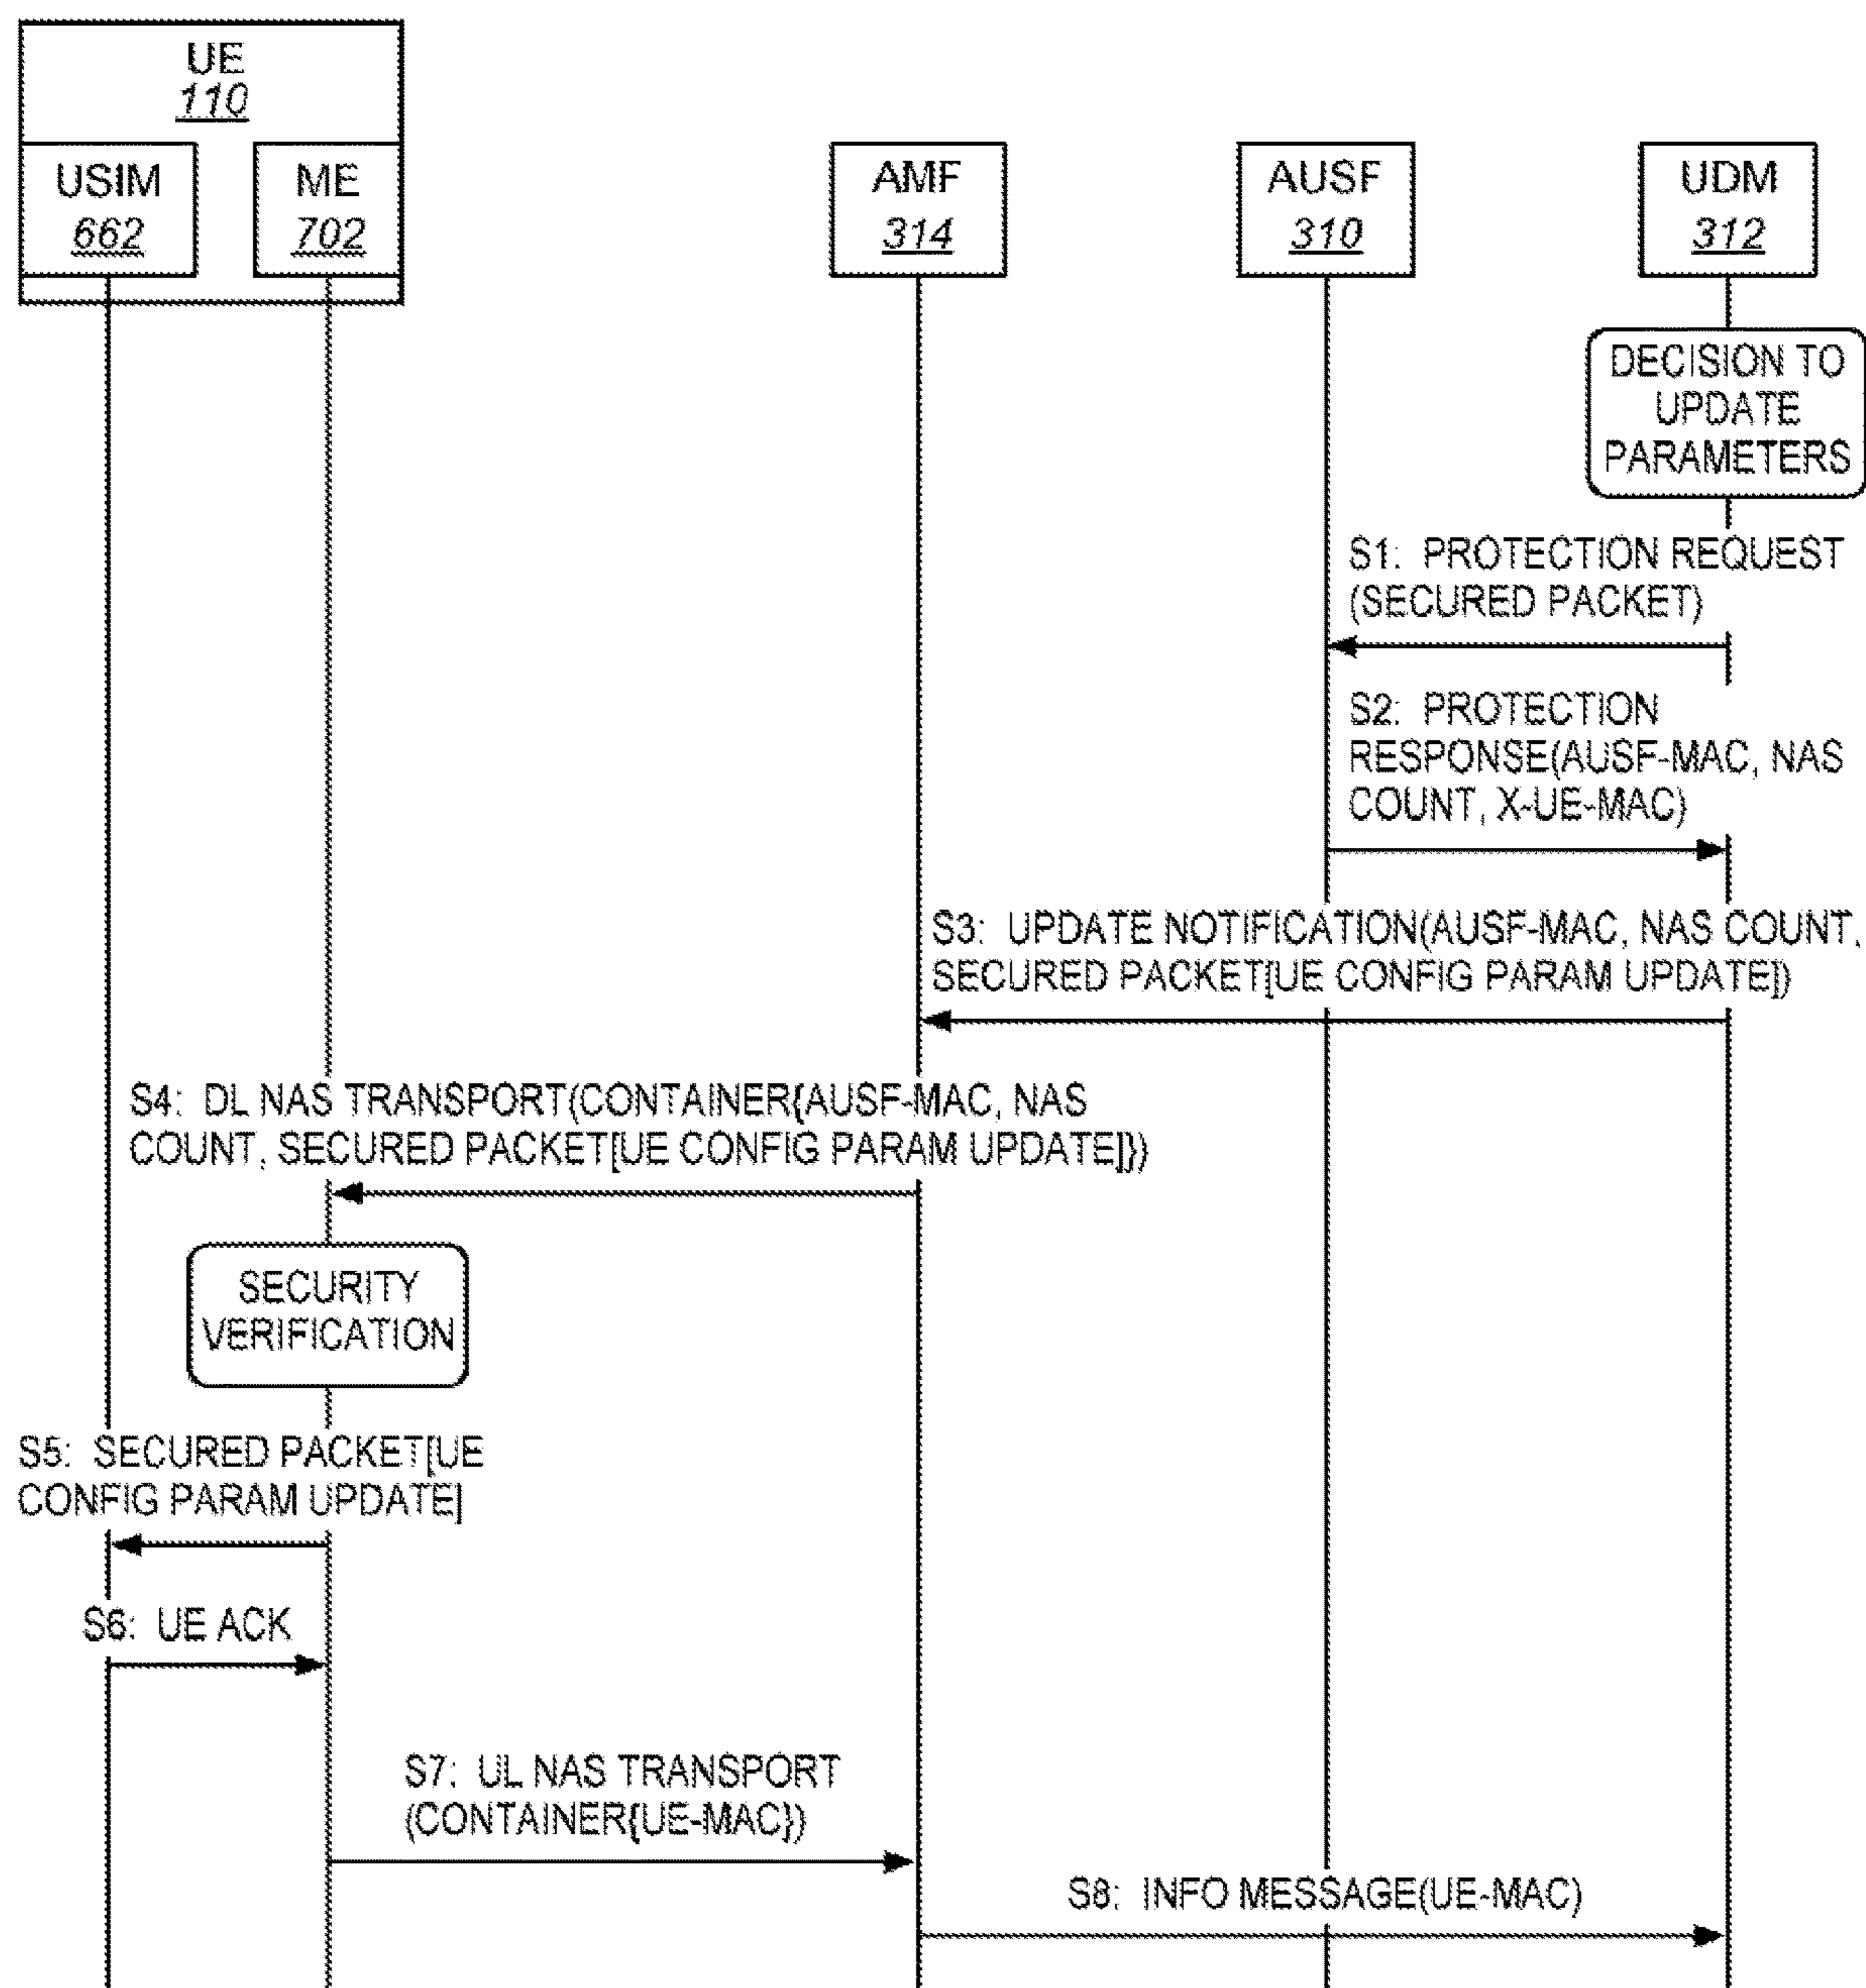 UE
110
USIM
662
ME
702
AMF
314
AUSF
310
UDM
312
DECISION TO
UPDATE
PARAMETERS
S1: PROTECTION REQUEST
(SECURED PACKET)
S2: PROTECTION
RESPONSE(AUSF-MAC, NAS
COUNT, X-UE-MAC)
S3: UPDATE NOTIFICATION(AUSF-MAC, NAS COUNT,
SECURED PACKET[UE CONFIG PARAM UPDATE])
S4: DL NAS TRANSPORT(CONTAINER{AUSF-MAC, NAS
COUNT, SECURED PACKET[UE CONFIG PARAM UPDATE]})
SECURITY
VERIFICATION
S5: SECURED PACKET[UE
CONFIG PARAM UPDATE]
S6: UE ACK
S7: UL NAS TRANSPORT
(CONTAINER{UE-MAC})
S8: INFO MESSAGE(UE-MAC)